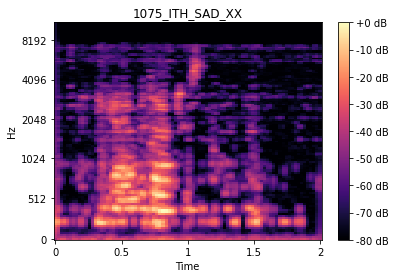 1075_ITH_SAD_XX
8192
4096
2048
1024
512
0
Hz
0
0.5
1
1.5
2
Time
+0 dB
-10 dB
-20 dB
-30 dB
-40 dB
-50 dB
-60 dB
-70 dB
-80 dB